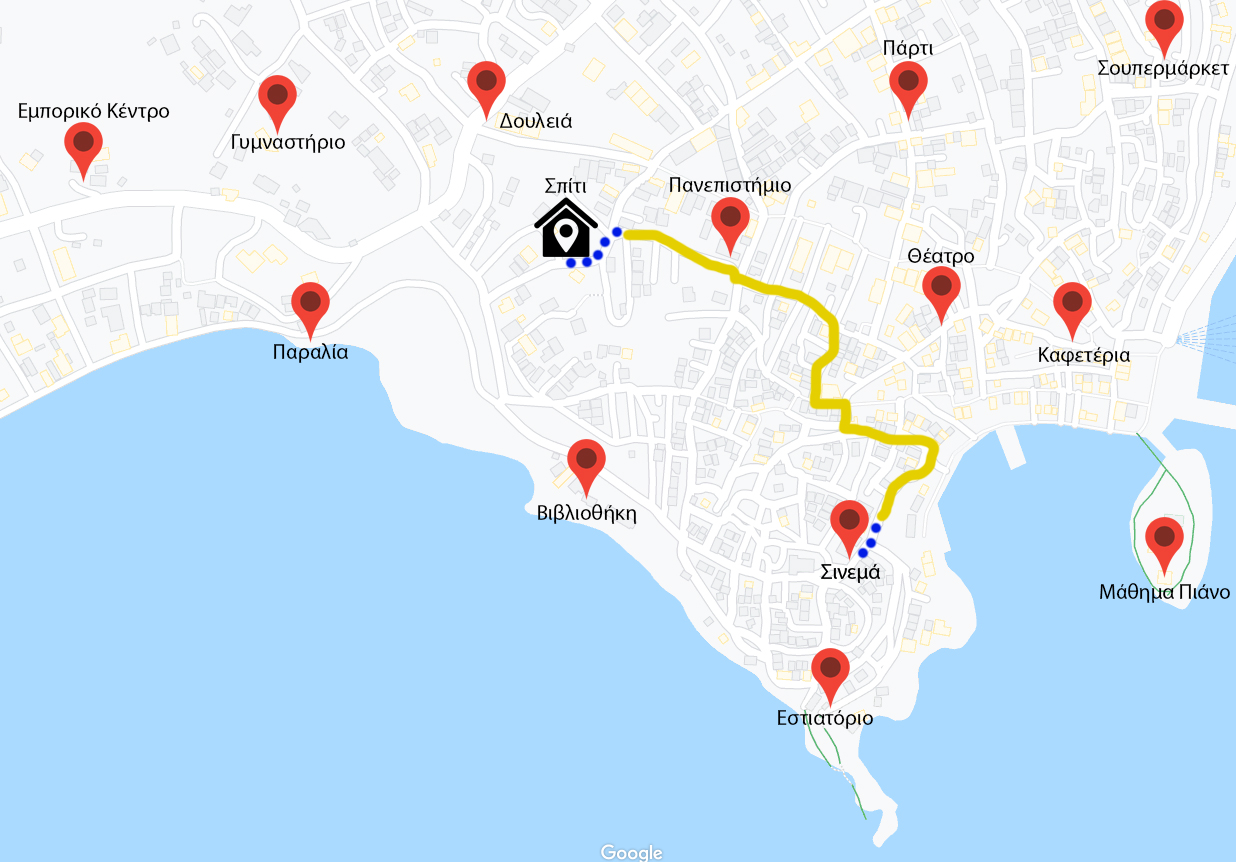 Σουπερμάρκετ
Πάρτι
Εμπορικό Κέντρο
Δουλειά
Γυμναστήριο
Σπίτι
Πανεπιστήμιο
Θέατρο
Παραλία
Καφετέρια
Βιβλιοθήκη
Σινεμά
Μάθημα Πιάνο
Εστιατόριο
Google